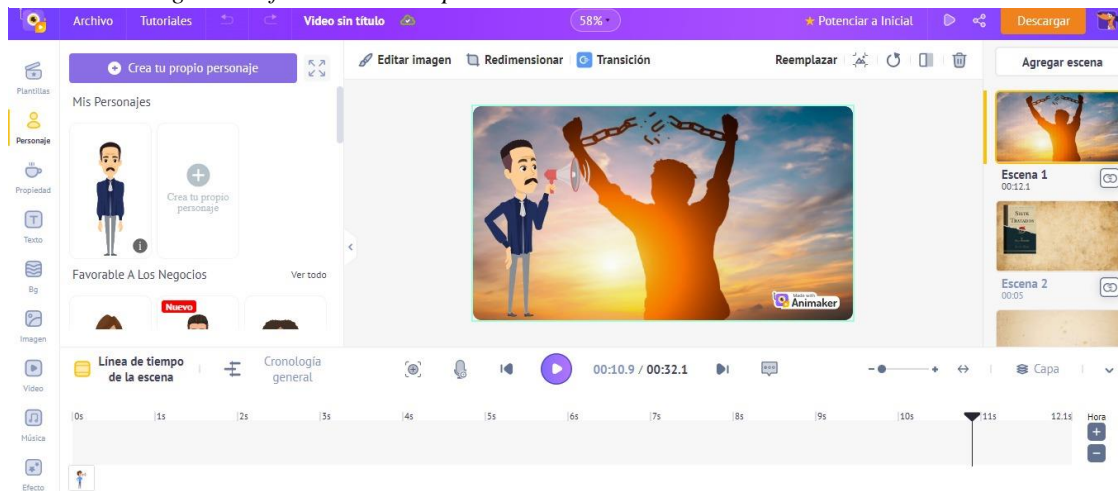 Archivo Tutoriales Video sin título 58% Potenciar a Inicial Descargar
Plantillas
Personaje
Propiedad
Texto
Bg
Imagen
Video
Música
Efecto
Crea tu propio personaje
Mis Personajes
Crea tu propio
personaje
Favorable A Los Negocios Ver todo
Nuevo
Editar imagen Redimensionar Transición Reemplazar
Made with
Animaker
Agregar escena
Escena 1
00:12.1
Escena 2
00:05
Línea de tiempo
de la escena
Cronología
general
00:10.9 / 00:32.1
Capa
0s 1s 2s 3s 4s 5s 6s 7s 8s 9s 10s 11s 12.1s Hora